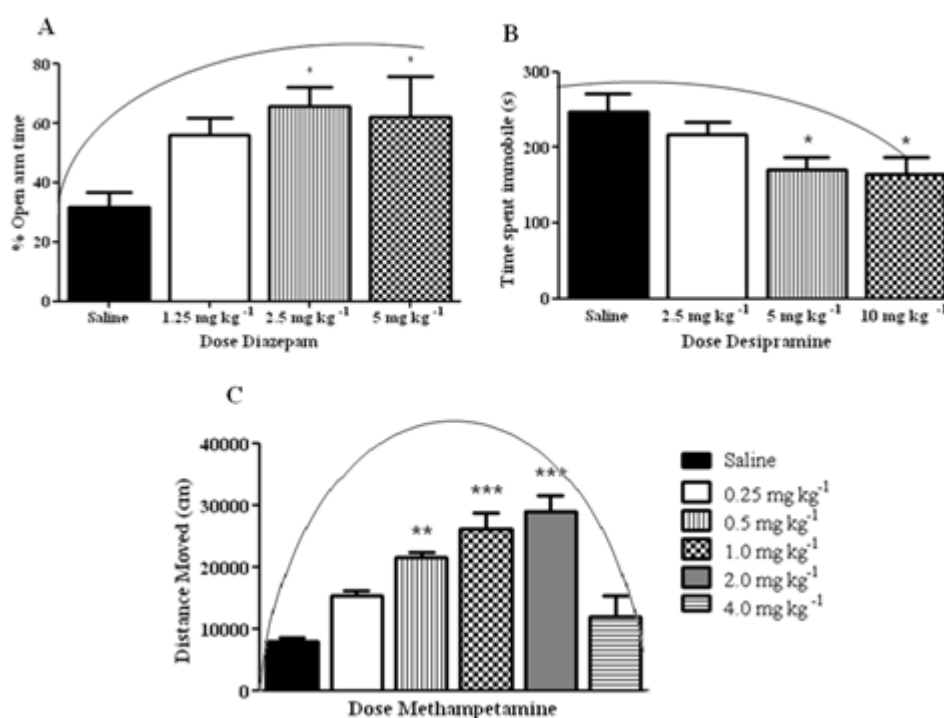 A
% Open arm time
80
60
40
20
0
*
*
Saline
1.25 mg kg⁻¹
2.5 mg kg⁻¹
5 mg kg⁻¹
Dose Diazepam
B
Time spent immobile (s)
300
200
100
0
*
*
Saline
2.5 mg kg⁻¹
5 mg kg⁻¹
10 mg kg⁻¹
Dose Desipramine
C
Distance Moved (cm)
40000
30000
20000
10000
0
**
***
***
Dose Methampetamine
Saline
0.25 mg kg⁻¹
0.5 mg kg⁻¹
1.0 mg kg⁻¹
2.0 mg kg⁻¹
4.0 mg kg⁻¹